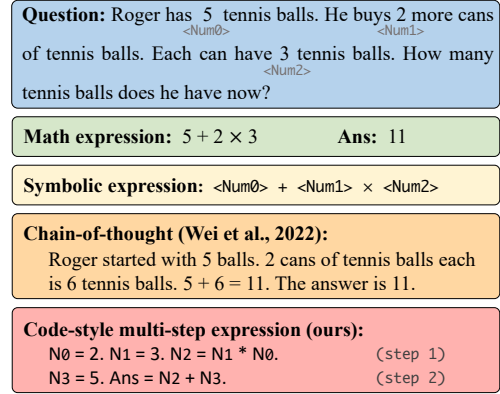 Question: Roger has 5 tennis balls. He buys 2 more cans
<Num0> <Num1>
of tennis balls. Each can have 3 tennis balls. How many
<Num2>
tennis balls does he have now?
Math expression: 5 + 2 × 3 Ans: 11
Symbolic expression: <Num0> + <Num1> × <Num2>
Chain-of-thought (Wei et al., 2022):
Roger started with 5 balls. 2 cans of tennis balls each
is 6 tennis balls. 5 + 6 = 11. The answer is 11.
Code-style multi-step expression (ours):
N0 = 2. N1 = 3. N2 = N1 * N0. (step 1)
N3 = 5. Ans = N2 + N3. (step 2)